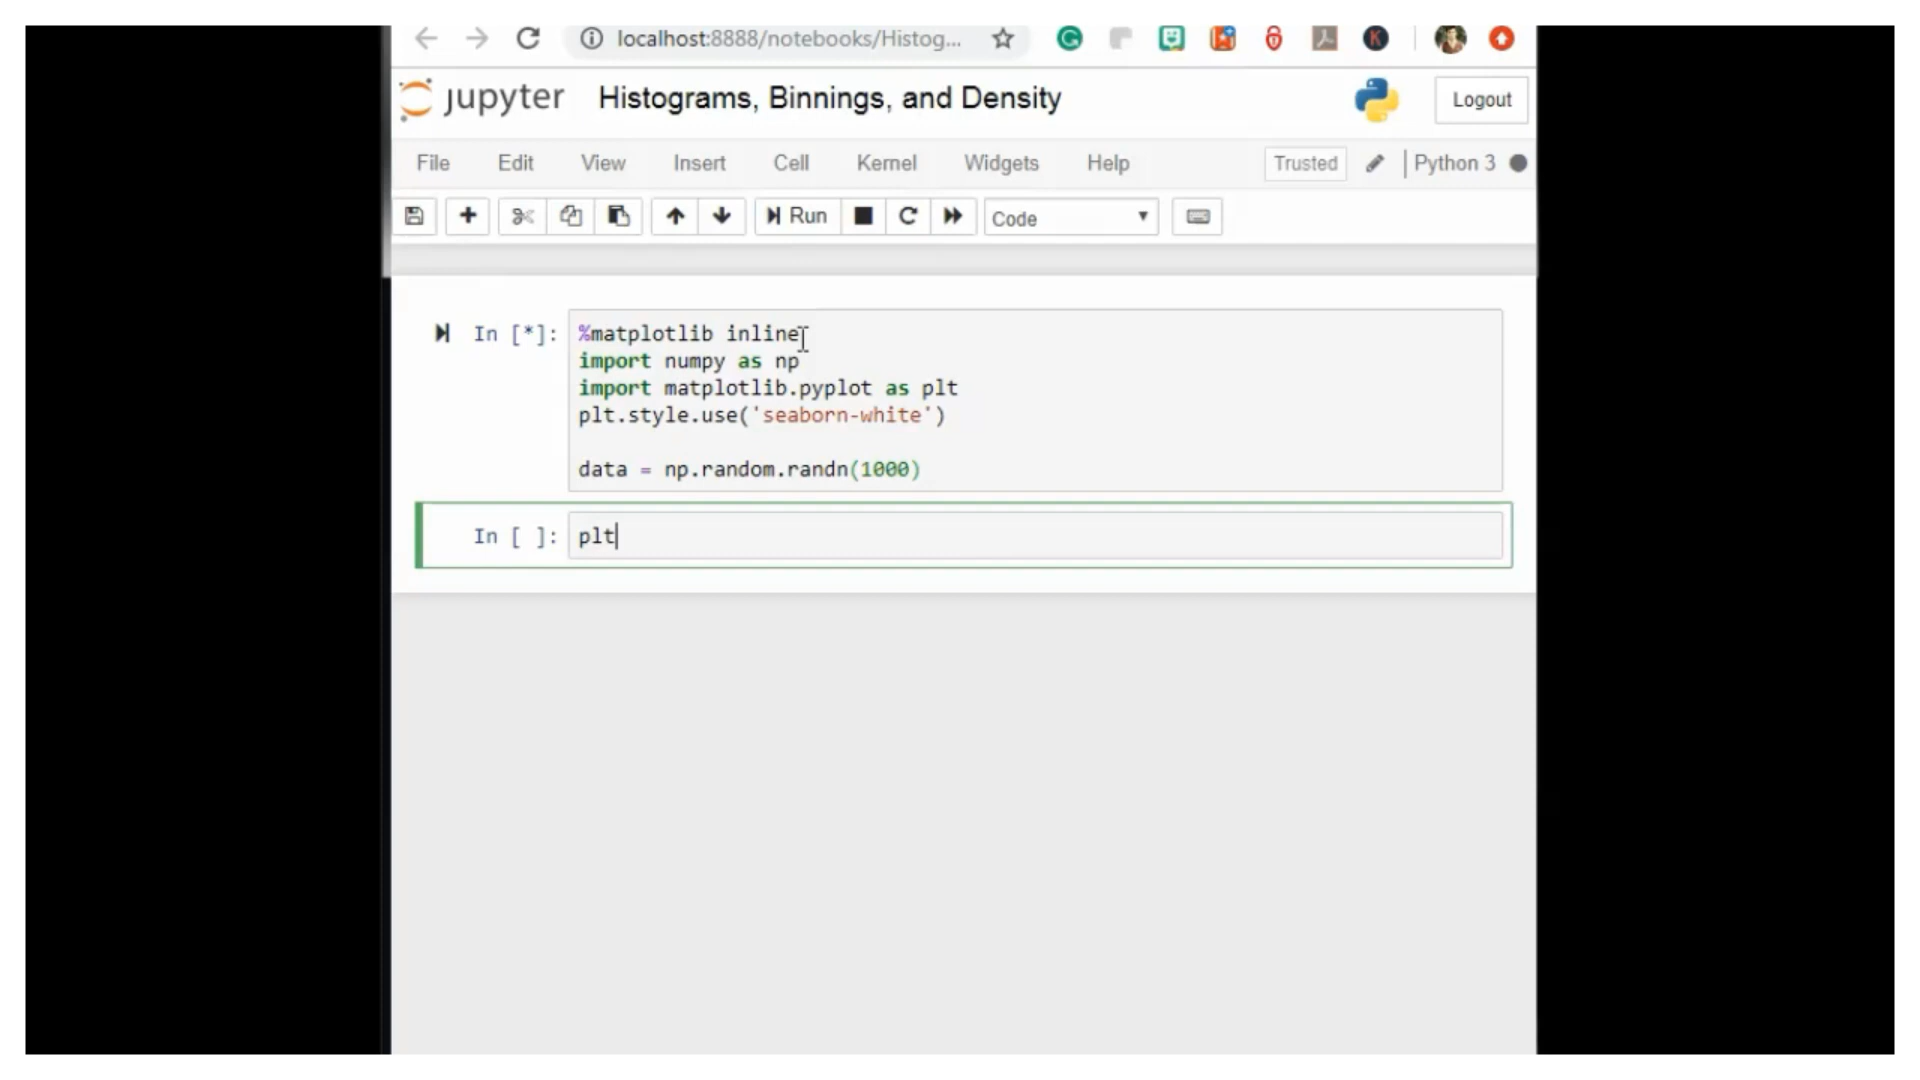 localhost:8888/notebooks/Histog...
jupyter Histograms, Binnings, and Density Logout
File Edit View Insert Cell Kernel Widgets Help Trusted Python 3
Run Code
In [*]: %matplotlib inline
import numpy as np
import matplotlib.pyplot as plt
plt.style.use('seaborn-white')
data = np.random.randn(1000)
In [ ]: plt